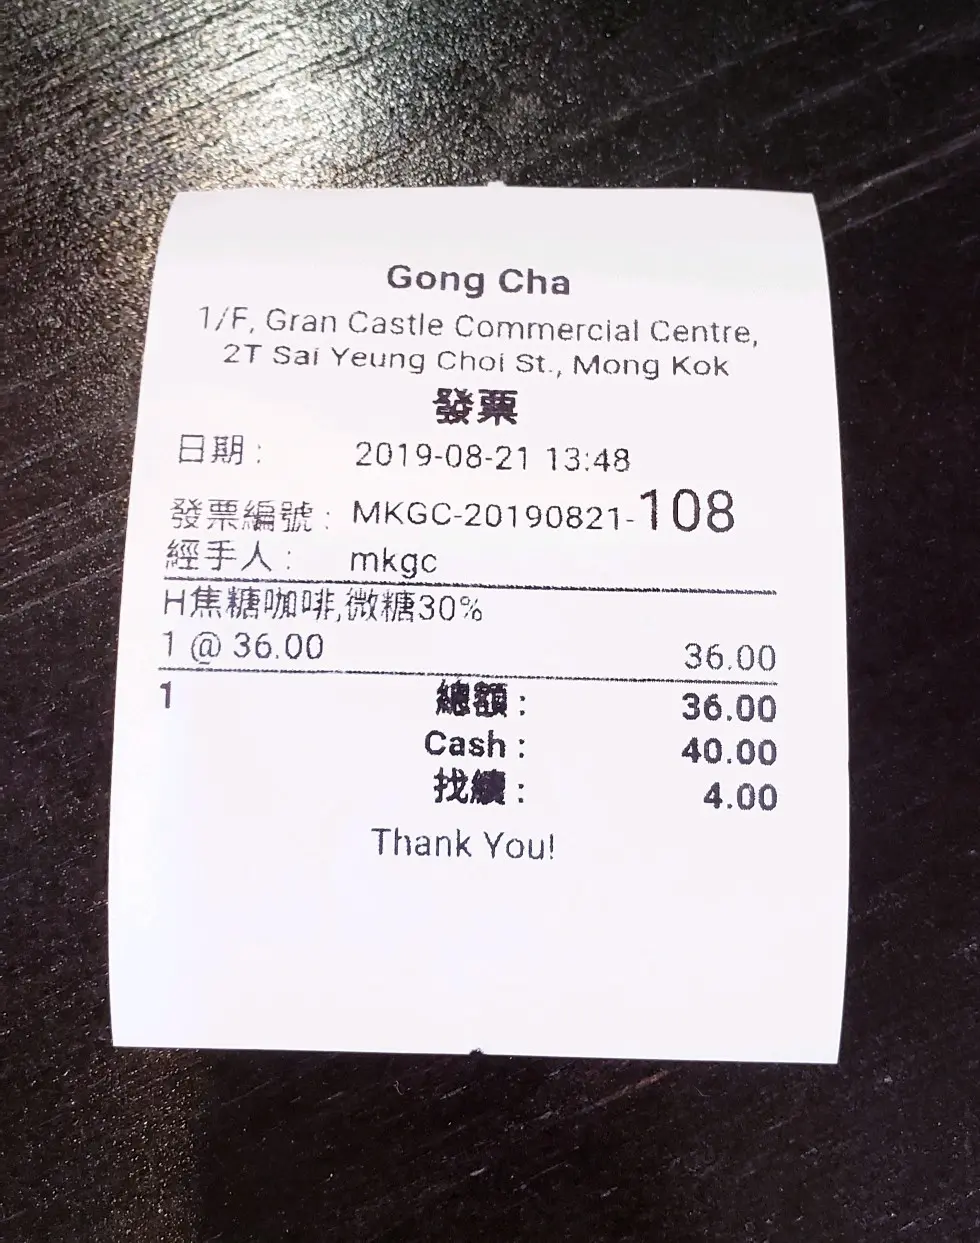 Gong Cha
1/F, Gran Castle Commercial Centre,
2T Sai Yeung Choi St., Mong Kok
發票
日期 : 2019-08-21 13:48
發票編號 : MKGC-20190821-108
經手人 : mkgc
H焦糖咖啡,微糖30%
1 @ 36.00 36.00
1 總額 : 36.00
Cash : 40.00
找續 : 4.00
Thank You!